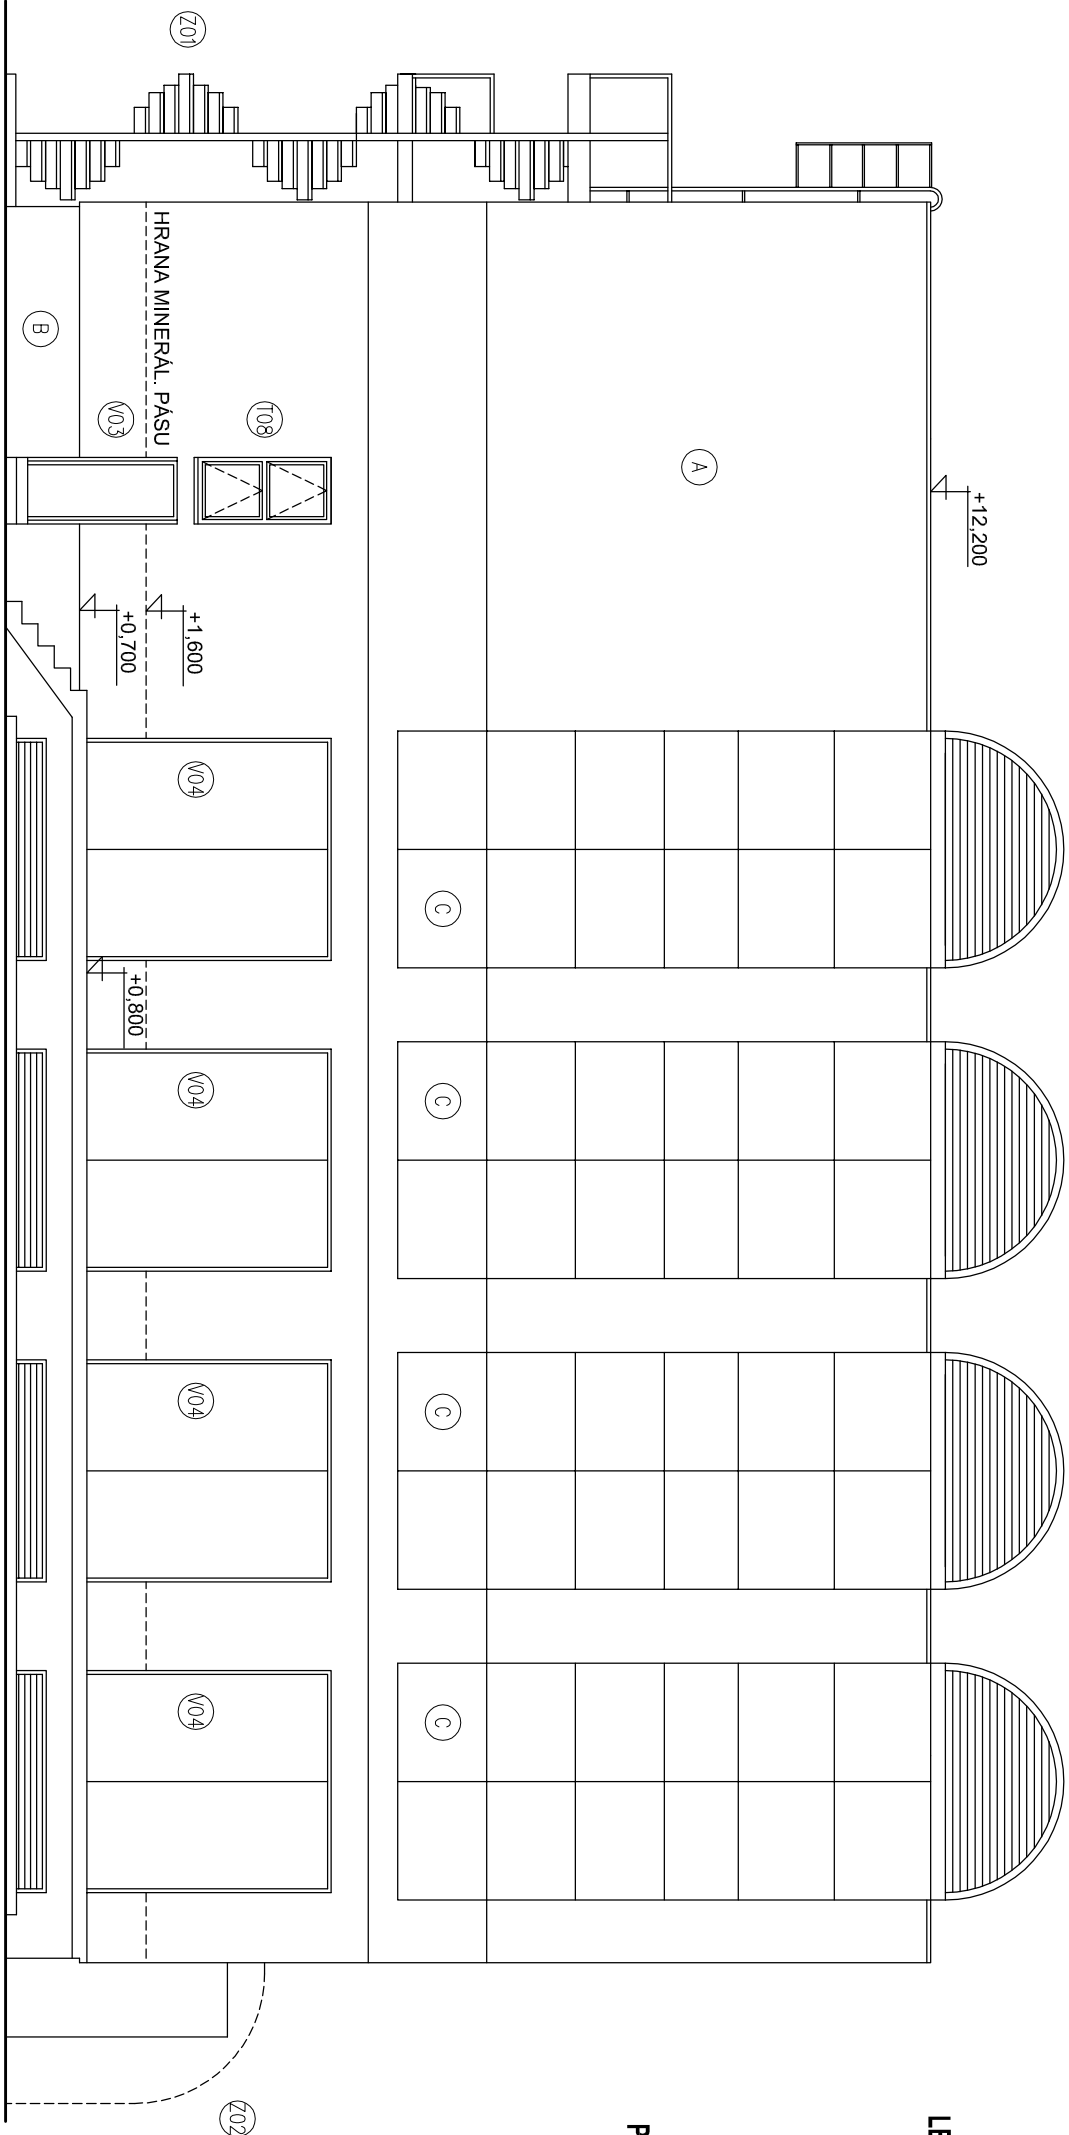 LE
P
+12,200
A
T08
HRANA MINERÁL. PÁSU
V03
B
Z01
+1,600
+0,700
+0,800
C
C
C
C
V04
V04
V04
V04
Z02